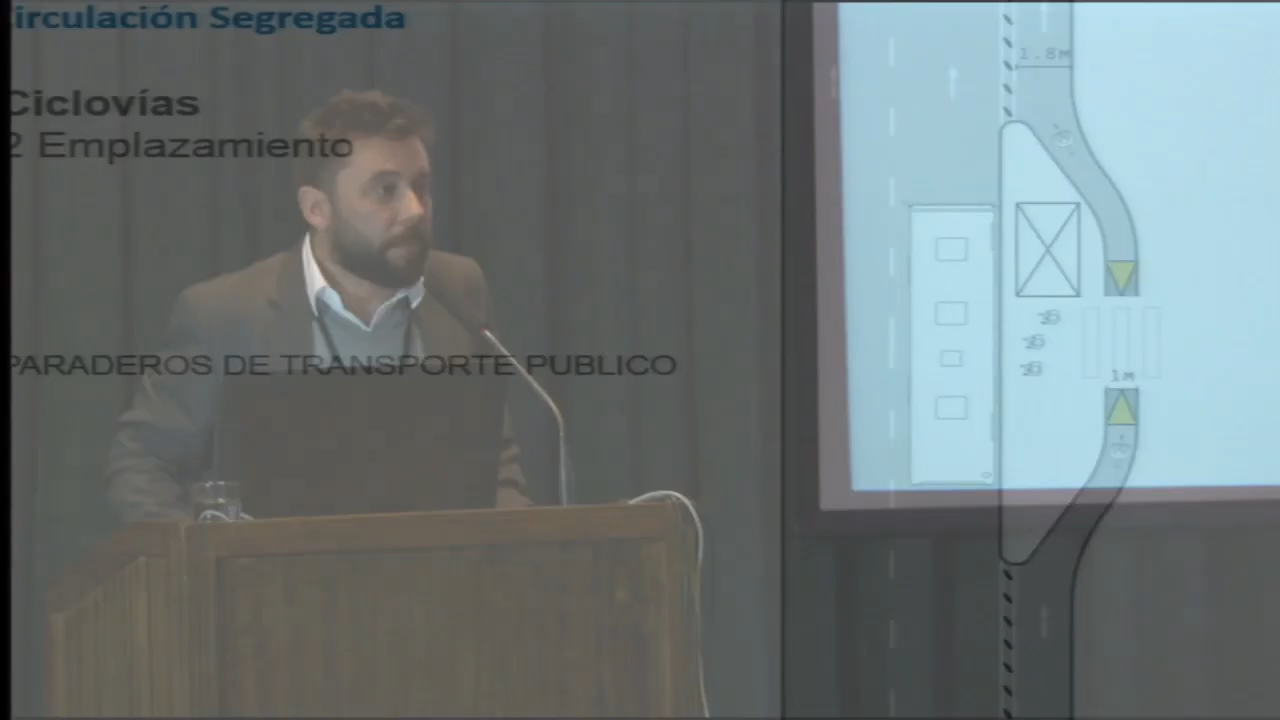 irculación Segregada
Ciclovías
2 Emplazamiento
PARADEROS DE TRANSPORTE PUBLICO
1.8m
1M